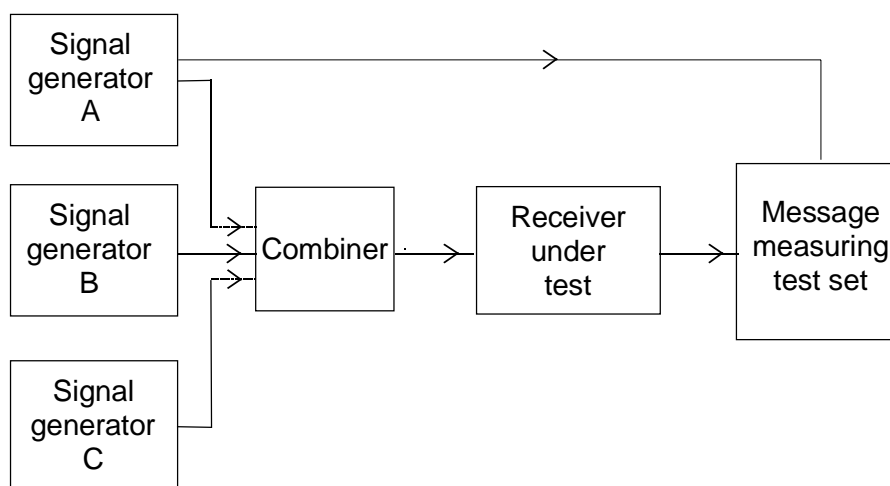 Signal
generator
A
Signal
generator
B
Signal
generator
C
Combiner
Receiver
under
test
Message
measuring
test set